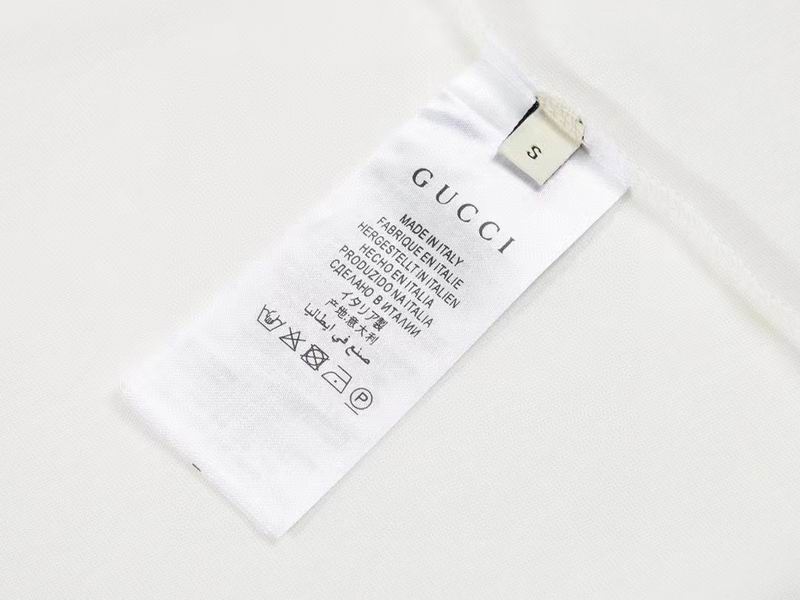 S
GUCCI
MADE IN ITALY
FABRIQUE EN ITALIE
HERGESTELLT IN ITALIEN
HECHO EN ITALIA
PRODUZIDO NA ITALIA
СДЕЛАНО В ИТАЛИИ
イタリア製
产地:意大利
صنع في ايطاليا
P